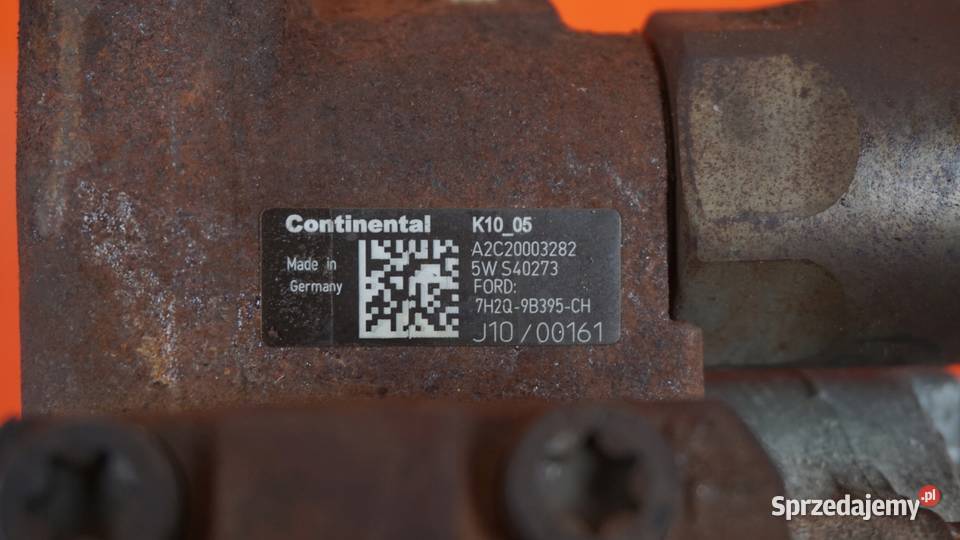 Continental
K10_05
A2C20003282
5W S40273
FORD:
7H2Q-9B395-CH
J10/00161
Made in
Germany
Sprzedajemy.pl